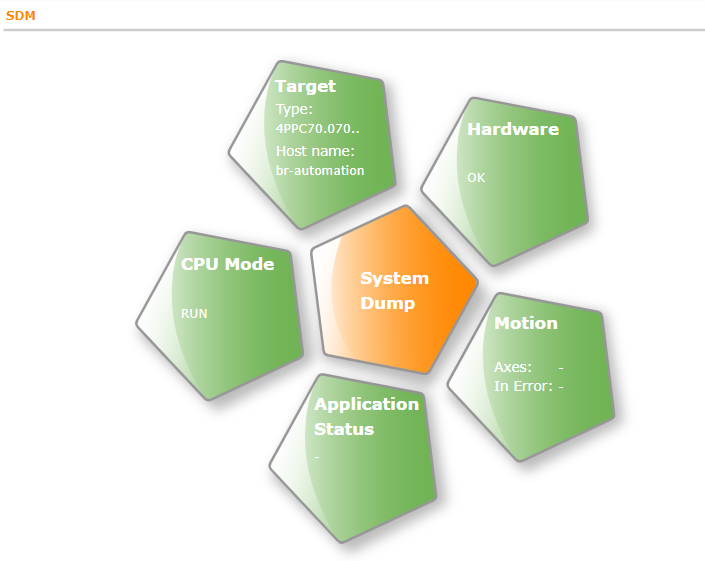 SDM
Target
Type:
4PPC70.070..
Host name:
br-automation
Hardware
OK
CPU Mode
RUN
System
Dump
Motion
Axes: -
In Error: -
Application
Status
-